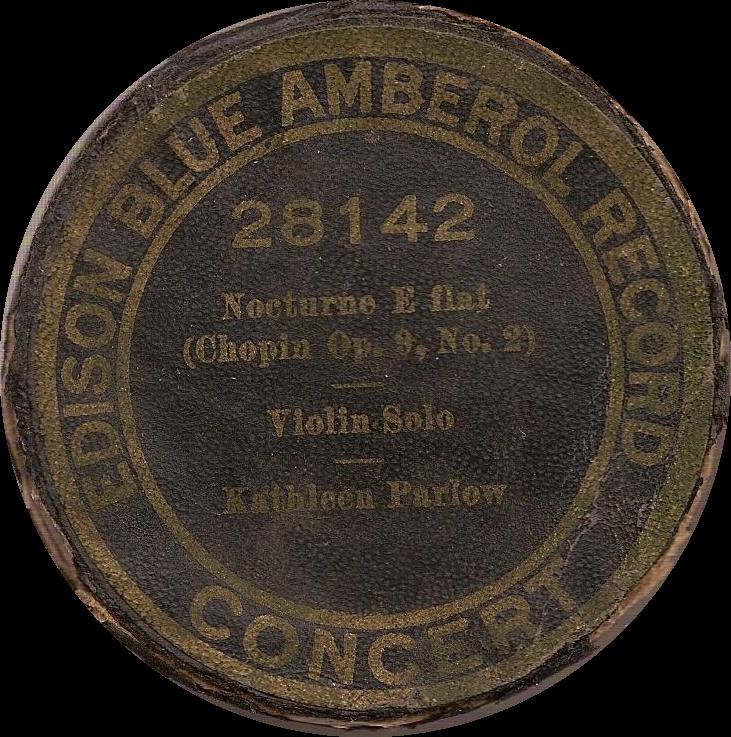 EDISON BLUE AMBEROL RECORD
28142
Nocturne E flat
(Chopin Op. 9, No. 2)
Violin Solo
Kathleen Parlow
CONCERT